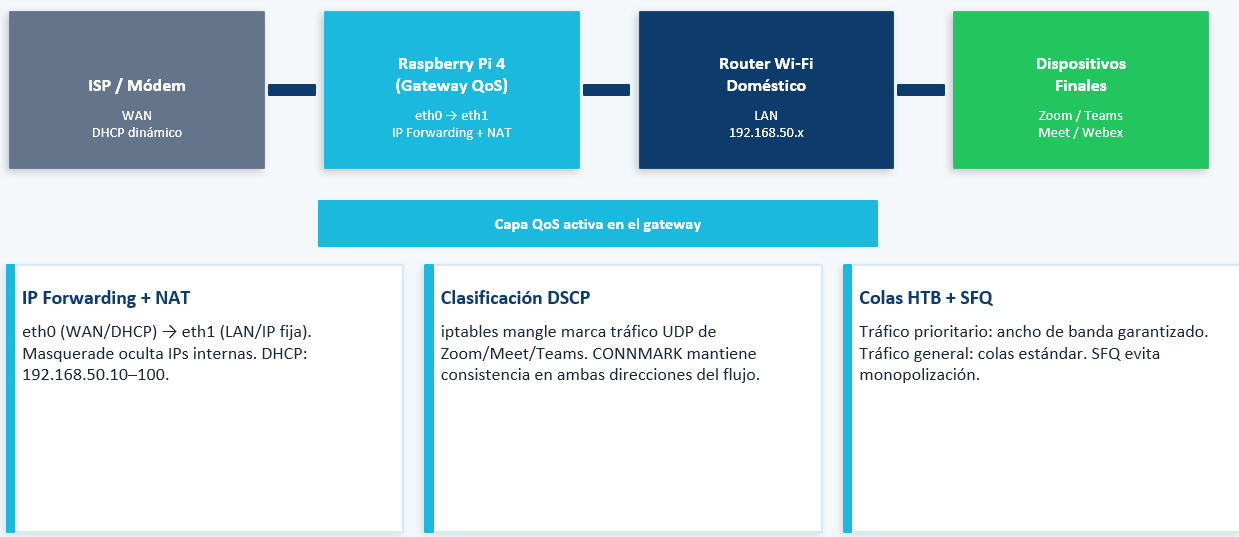 ISP / Módem
WAN
DHCP dinámico
Raspberry Pi 4
(Gateway QoS)
eth0 → eth1
IP Forwarding + NAT
Router Wi-Fi
Doméstico
LAN
192.168.50.x
Dispositivos
Finales
Zoom / Teams
Meet / Webex
Capa QoS activa en el gateway
IP Forwarding + NAT
eth0 (WAN/DHCP) → eth1 (LAN/IP fija).
Masquerade oculta IPs internas. DHCP:
192.168.50.10–100.
Clasificación DSCP
iptables mangle marca tráfico UDP de
Zoom/Meet/Teams. CONNMARK mantiene
consistencia en ambas direcciones del flujo.
Colas HTB + SFQ
Tráfico prioritario: ancho de banda garantizado.
Tráfico general: colas estándar. SFQ evita
monopolización.